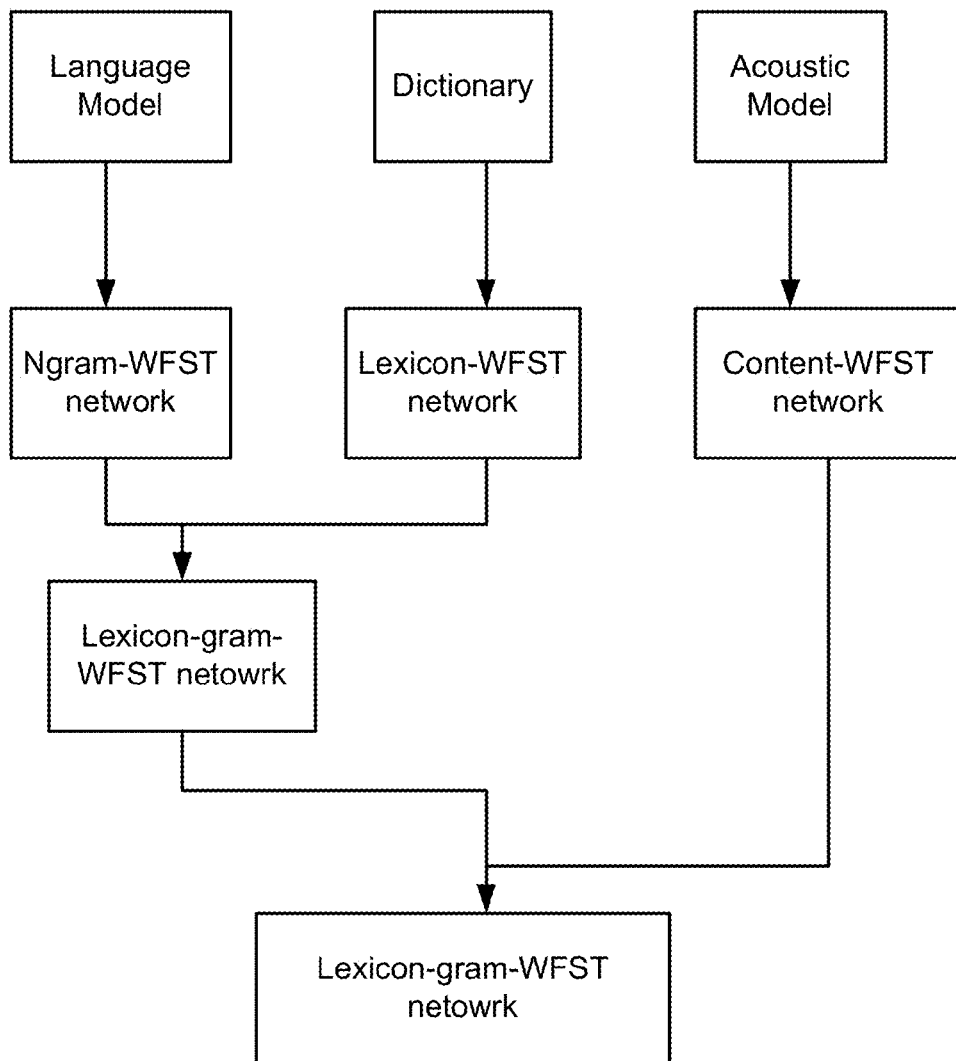 Language
Model
Dictionary
Acoustic
Model
Ngram-WFST
network
Lexicon-WFST
network
Content-WFST
network
Lexicon-gram-
WFST netowrk
Lexicon-gram-WFST
netowrk